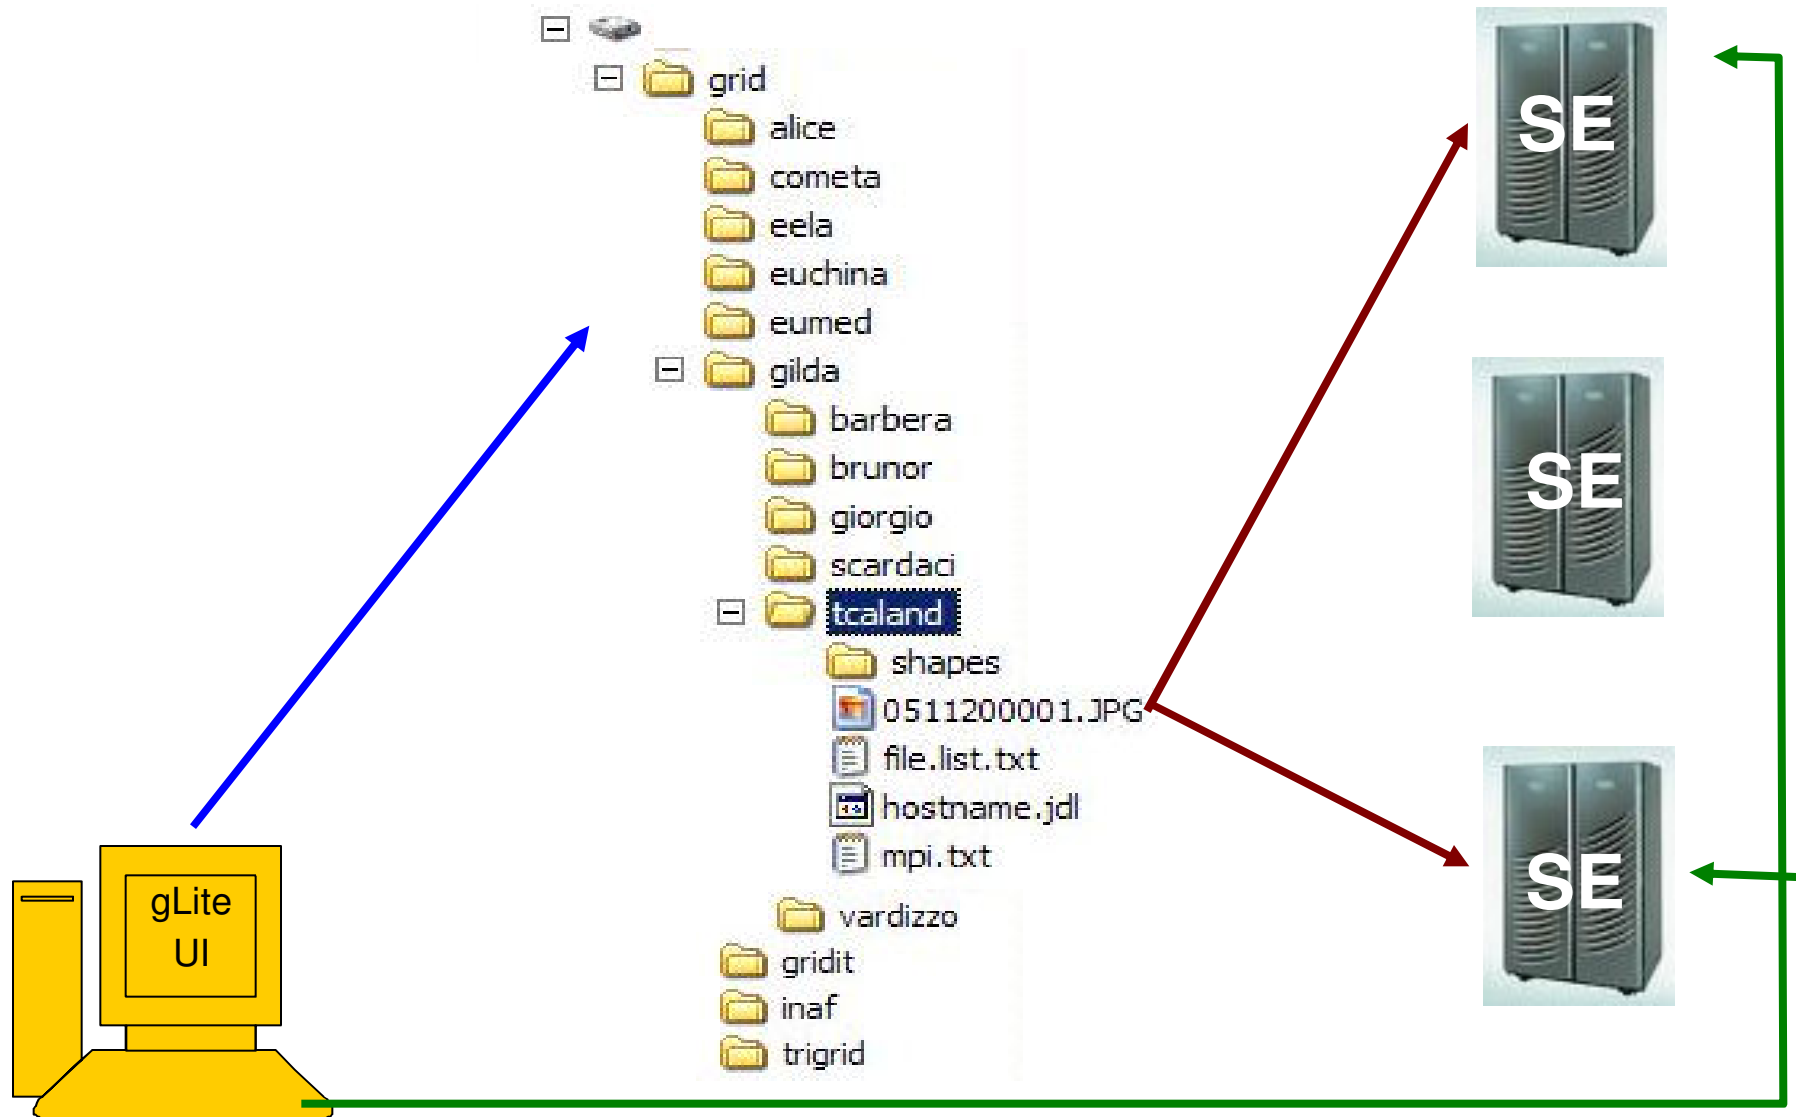 grid
alice
cometa
eela
euchina
eumed
gilda
barbera
brunor
giorgio
scardaci
tcaland
shapes
0511200001.JPG
file.list.txt
hostname.jdl
mpi.txt
vardizzo
gridit
inaf
trigrid
gLite
UI
SE
SE
SE